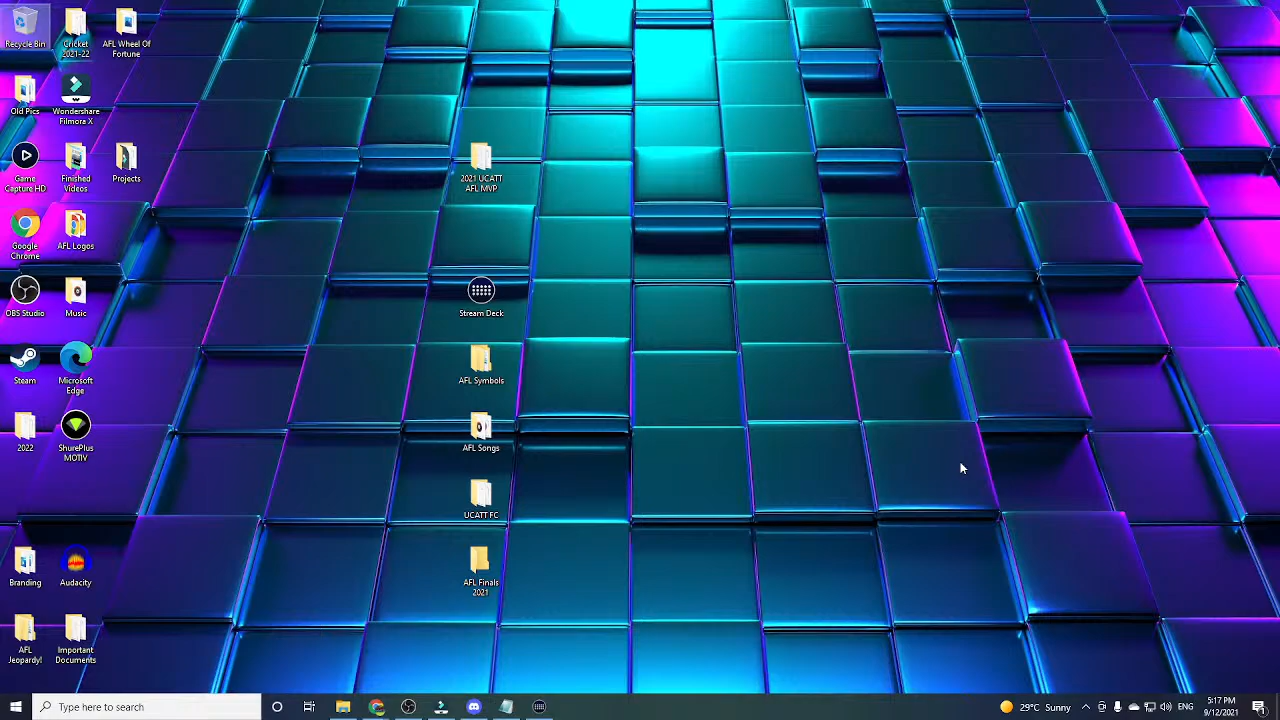 Recycle Bin
Cricket
2021-22
AFL Wheel Of
Fortune
Old Pics
Wondershare
Filmora X
Game
Capture HD
Finished
Videos
Projects
2021 UCATT
AFL MVP
Google
Chrome
AFL Logos
OBS Studio
Music
Stream Deck
Steam
Microsoft
Edge
AFL Symbols
2022
ShurePlus
MOTIV
AFL Songs
UCATT FC
Branding
Audacity
AFL Finals
2021
AFL
Jeopardy!
Important
Documents
Type here to search
29°C Sunny
ENG
5:17 PM
9/12/2021